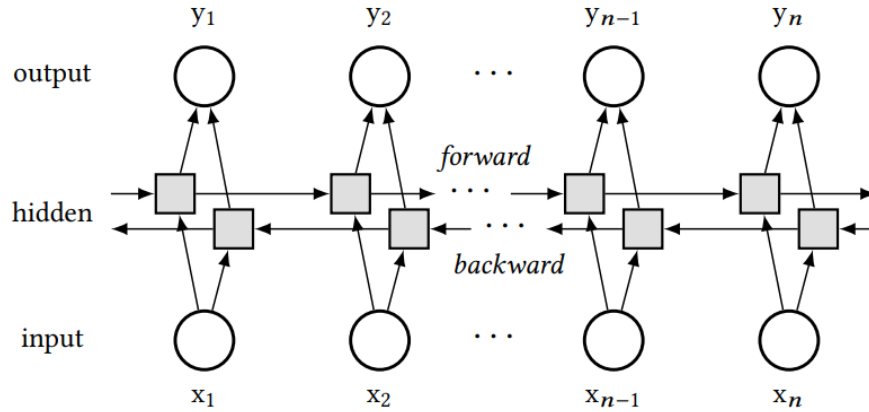 y₁ y₂ yₙ₋₁ yₙ
output . . .
forward
. . .
hidden
. . .
backward
input . . .
x₁ x₂ xₙ₋₁ xₙ